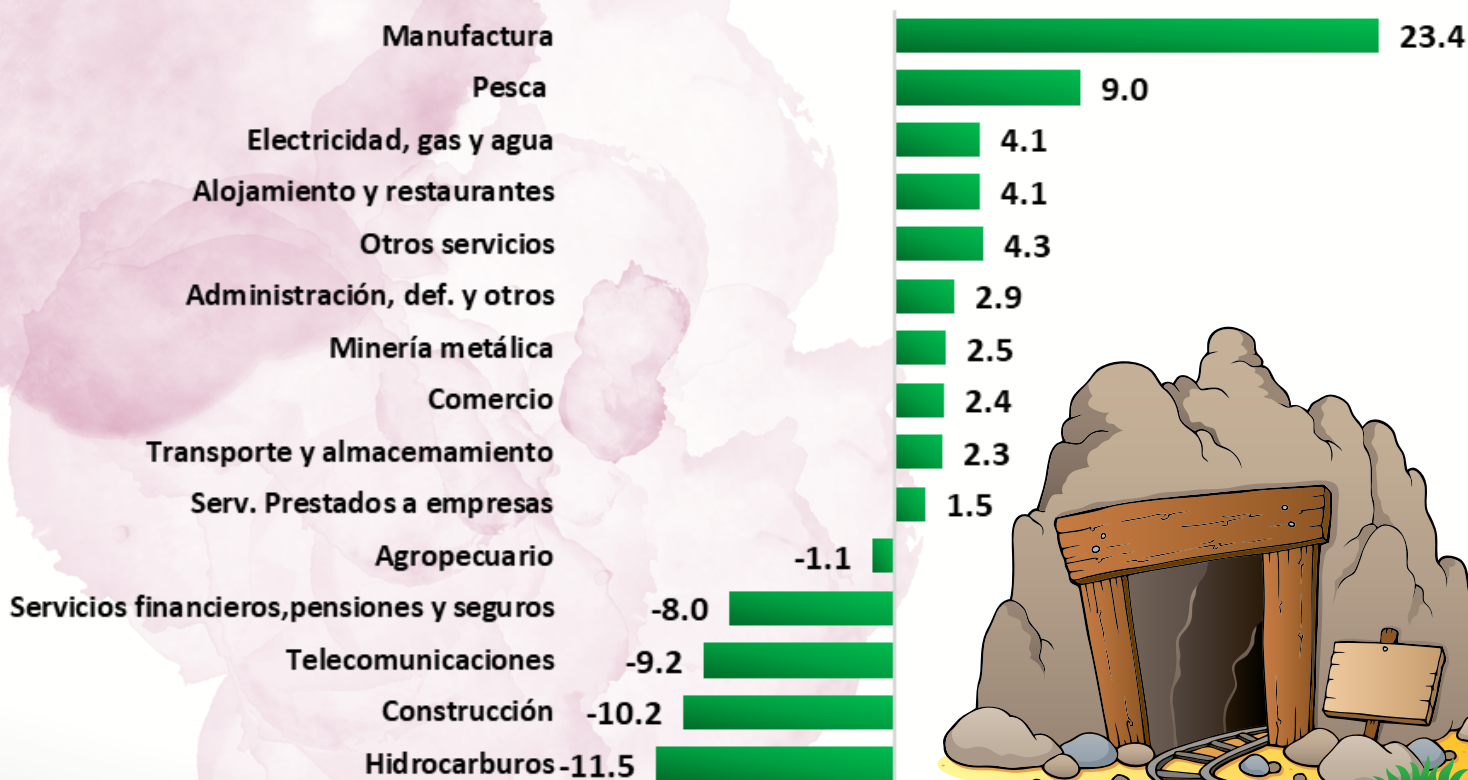 Manufactura 23.4
Pesca 9.0
Electricidad, gas y agua 4.1
Alojamiento y restaurantes 4.1
Otros servicios 4.3
Administración, def. y otros 2.9
Minería metálica 2.5
Comercio 2.4
Transporte y almacemamiento 2.3
Serv. Prestados a empresas 1.5
Agropecuario -1.1
Servicios financieros,pensiones y seguros -8.0
Telecomunicaciones -9.2
Construcción -10.2
Hidrocarburos -11.5